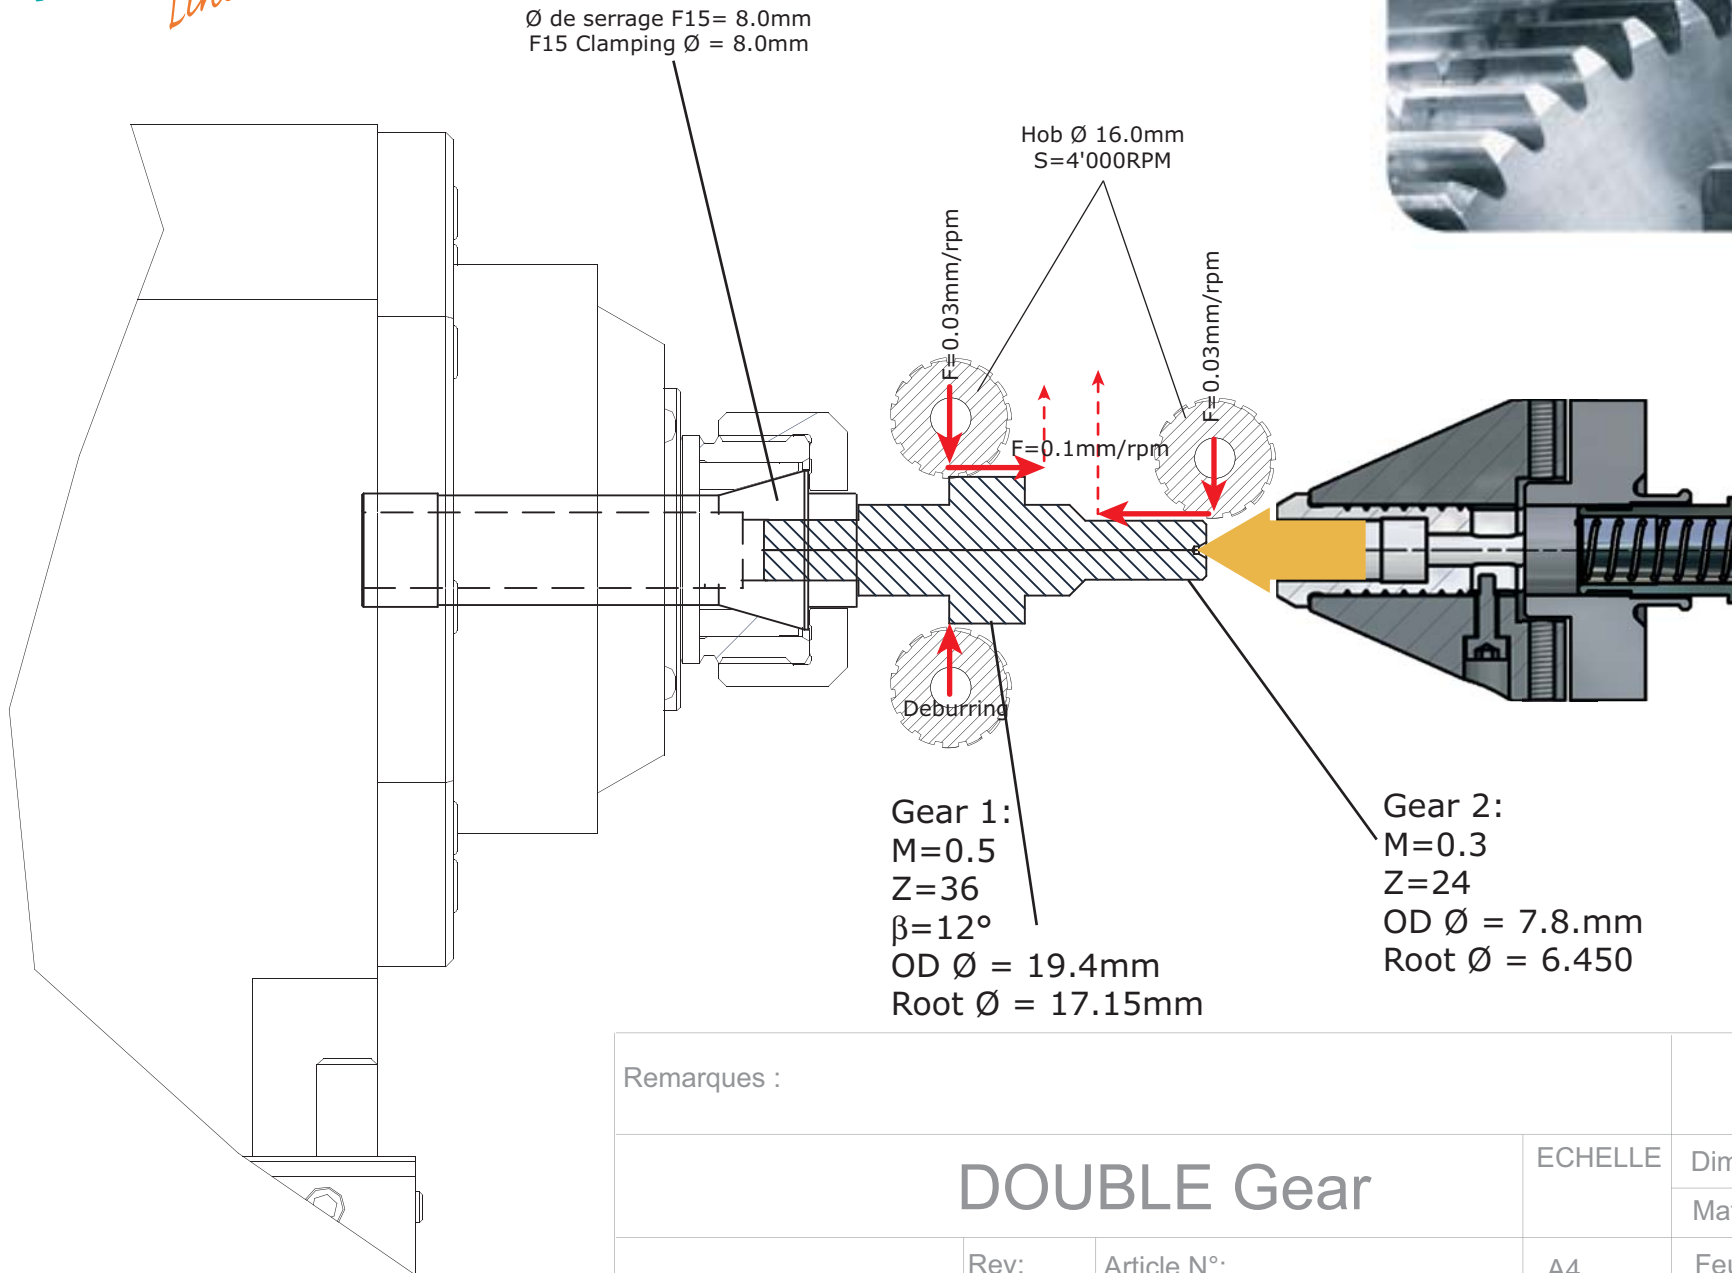 Ø de serrage F15= 8.0mm
F15 Clamping Ø = 8.0mm
Hob Ø 16.0mm
S=4'000RPM
F=0.03mm/rpm
F=0.03mm/rpm
F=0.1mm/rpm
Deburring
Gear 1:
M=0.5
Z=36
β=12°
OD Ø = 19.4mm
Root Ø = 17.15mm
Gear 2:
M=0.3
Z=24
OD Ø = 7.8.mm
Root Ø = 6.450
Remarques :
DOUBLE Gear
ECHELLE
Rev:
Article N°:
A4